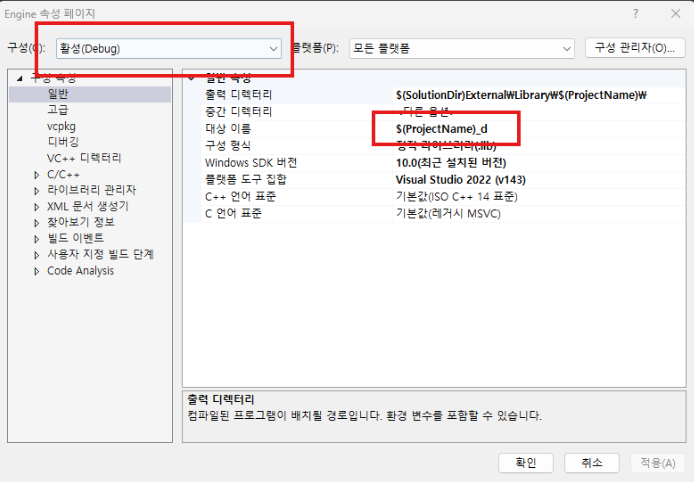 Engine 속성 페이지
?
구성(C): 활성(Debug) 플랫폼(P): 모든 플랫폼 구성 관리자(O)...
구성 속성
일반
고급
vcpkg
디버깅
VC++ 디렉터리
C/C++
라이브러리 관리자
XML 문서 생성기
찾아보기 정보
빌드 이벤트
사용자 지정 빌드 단계
Code Analysis
일반 속성
출력 디렉터리 $(SolutionDir)External₩Library₩$(ProjectName)₩
중간 디렉터리 <다른 옵션>
대상 이름 $(ProjectName)_d
구성 형식 정적 라이브러리(.lib)
Windows SDK 버전 10.0(최근 설치된 버전)
플랫폼 도구 집합 Visual Studio 2022 (v143)
C++ 언어 표준 기본값(ISO C++ 14 표준)
C 언어 표준 기본값(레거시 MSVC)
출력 디렉터리
컴파일된 프로그램이 배치될 경로입니다. 환경 변수를 포함할 수 있습니다.
확인 취소 적용(A)